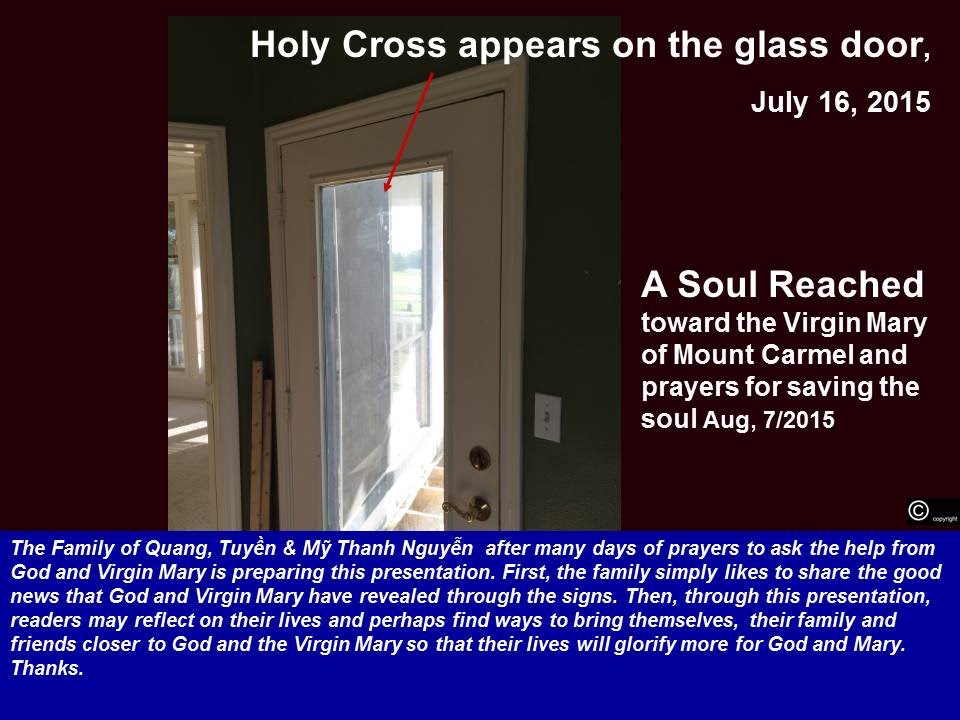 Holy Cross appears on the glass door,
July 16, 2015
A Soul Reached
toward the Virgin Mary
of Mount Carmel and
prayers for saving the
soul Aug, 7/2015
© copyright
The Family of Quang, Tuyền & Mỹ Thanh Nguyễn after many days of prayers to ask the help from
God and Virgin Mary is preparing this presentation. First, the family simply likes to share the good
news that God and Virgin Mary have revealed through the signs. Then, through this presentation,
readers may reflect on their lives and perhaps find ways to bring themselves, their family and
friends closer to God and the Virgin Mary so that their lives will glorify more for God and Mary.
Thanks.